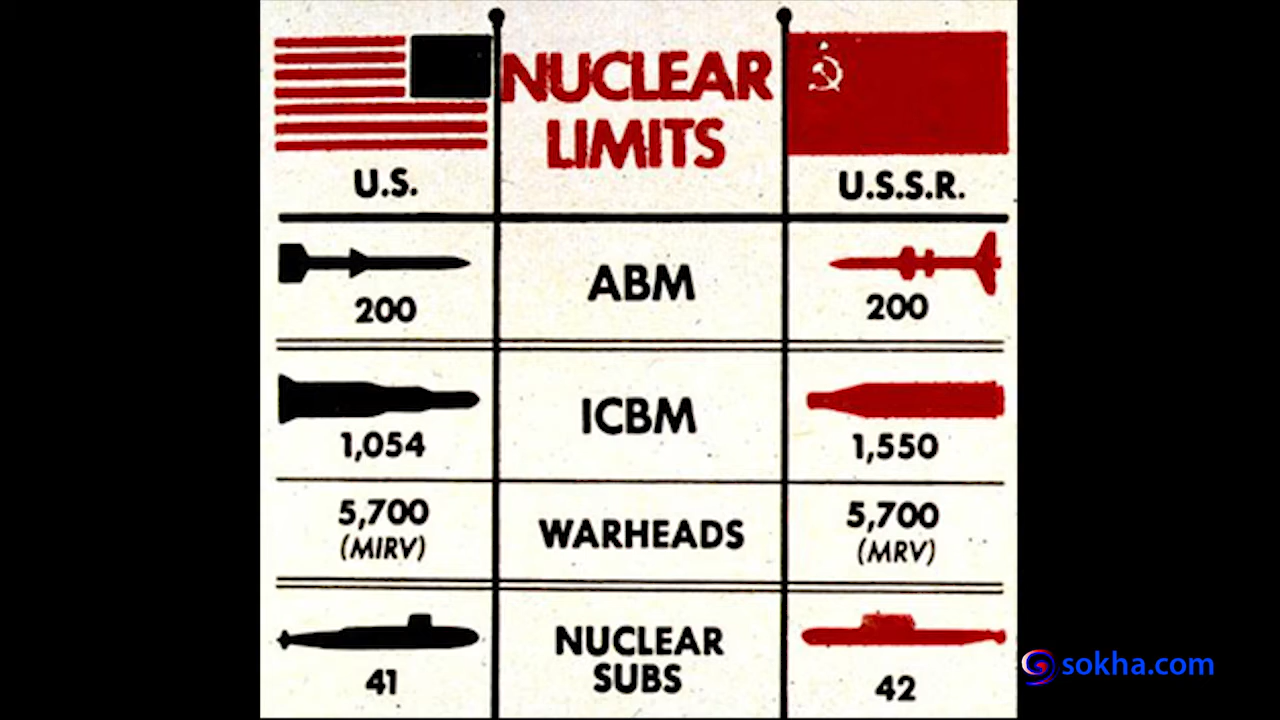 NUCLEAR
LIMITS
U.S.
U.S.S.R.
200
ABM
200
1,054
ICBM
1,550
5,700
(MIRV)
WARHEADS
5,700
(MRV)
41
NUCLEAR
SUBS
42
sokha.com